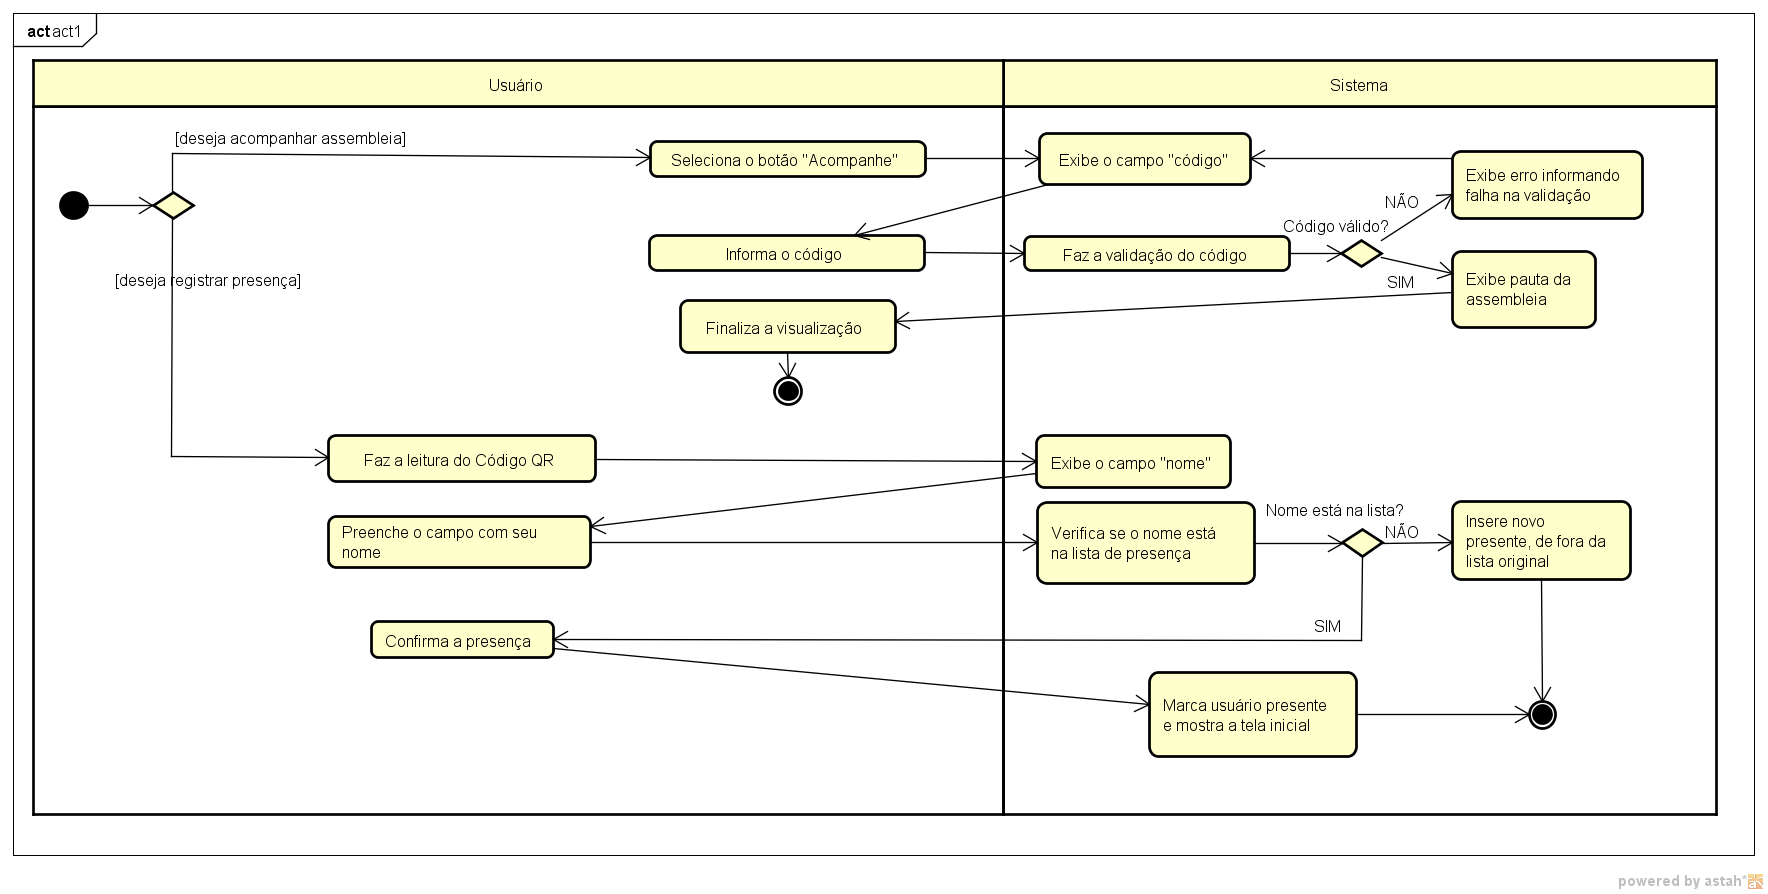 act act1
Usuário
Sistema
[deseja acompanhar assembleia]
Seleciona o botão "Acompanhe"
Exibe o campo "código"
Exibe erro informando
falha na validação
NÃO
Código válido?
Informa o código
Faz a validação do código
SIM
Exibe pauta da
assembleia
[deseja registrar presença]
Finaliza a visualização
Faz a leitura do Código QR
Exibe o campo "nome"
Preenche o campo com seu
nome
Verifica se o nome está
na lista de presença
Nome está na lista?
NÃO
Insere novo
presente, de fora da
lista original
SIM
Confirma a presença
Marca usuário presente
e mostra a tela inicial
powered by astah*